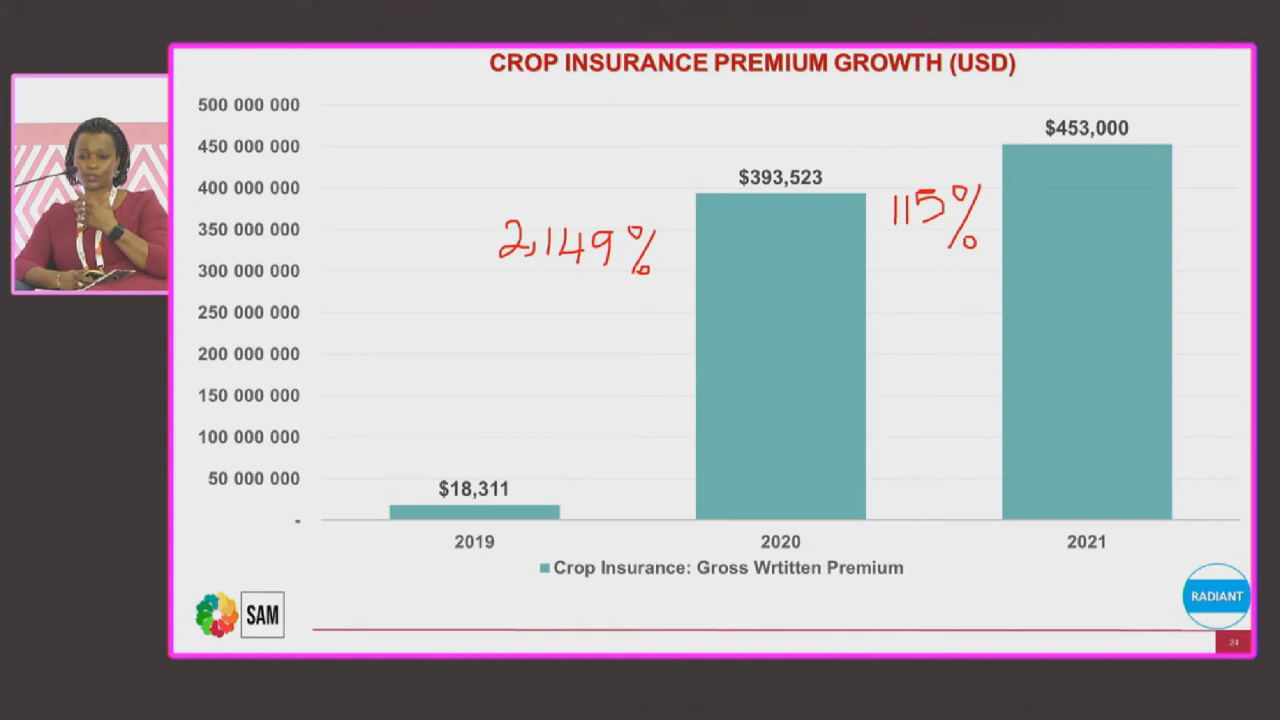 CROP INSURANCE PREMIUM GROWTH (USD)
500 000 000
450 000 000
400 000 000
350 000 000
300 000 000
250 000 000
200 000 000
150 000 000
100 000 000
50 000 000
-
$18,311
2,149%
$393,523
115%
$453,000
2019
2020
2021
Crop Insurance: Gross Wrtitten Premium
SAM
RADIANT
24